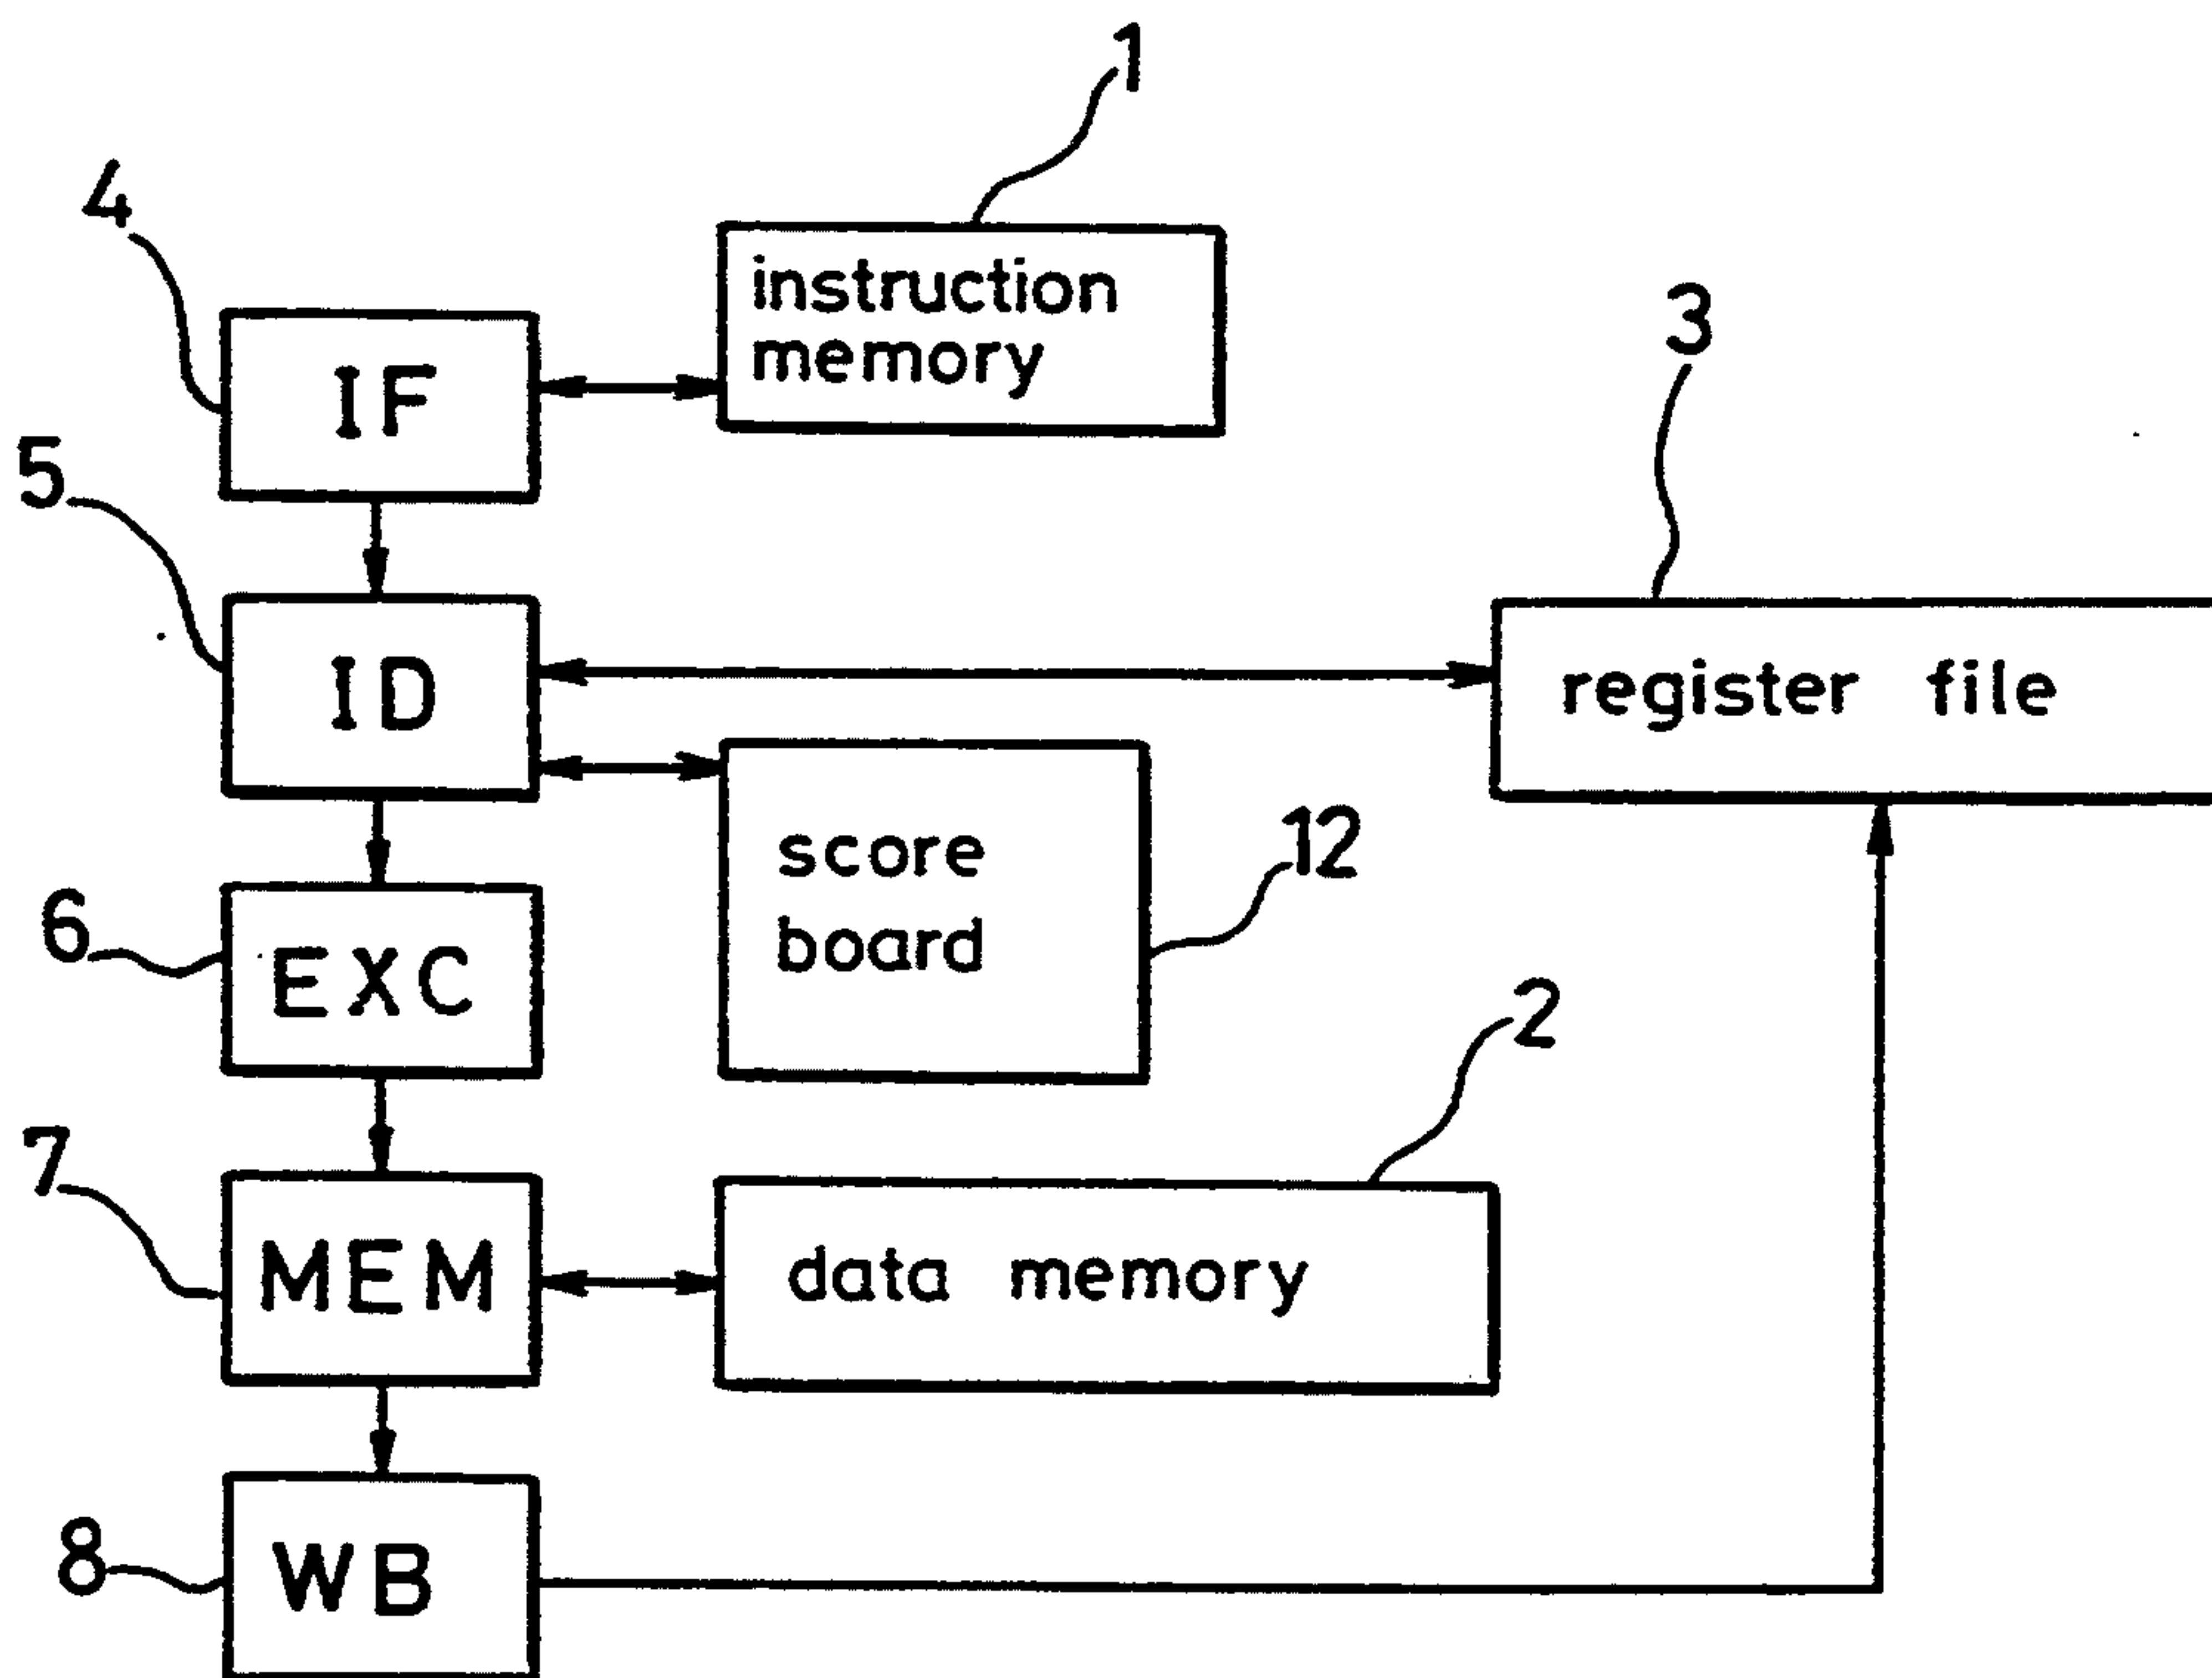 1
4
instruction
memory
3
IF
5
ID
register file
score
board
12
6
EXC
2
7
MEM
data memory
8
WB